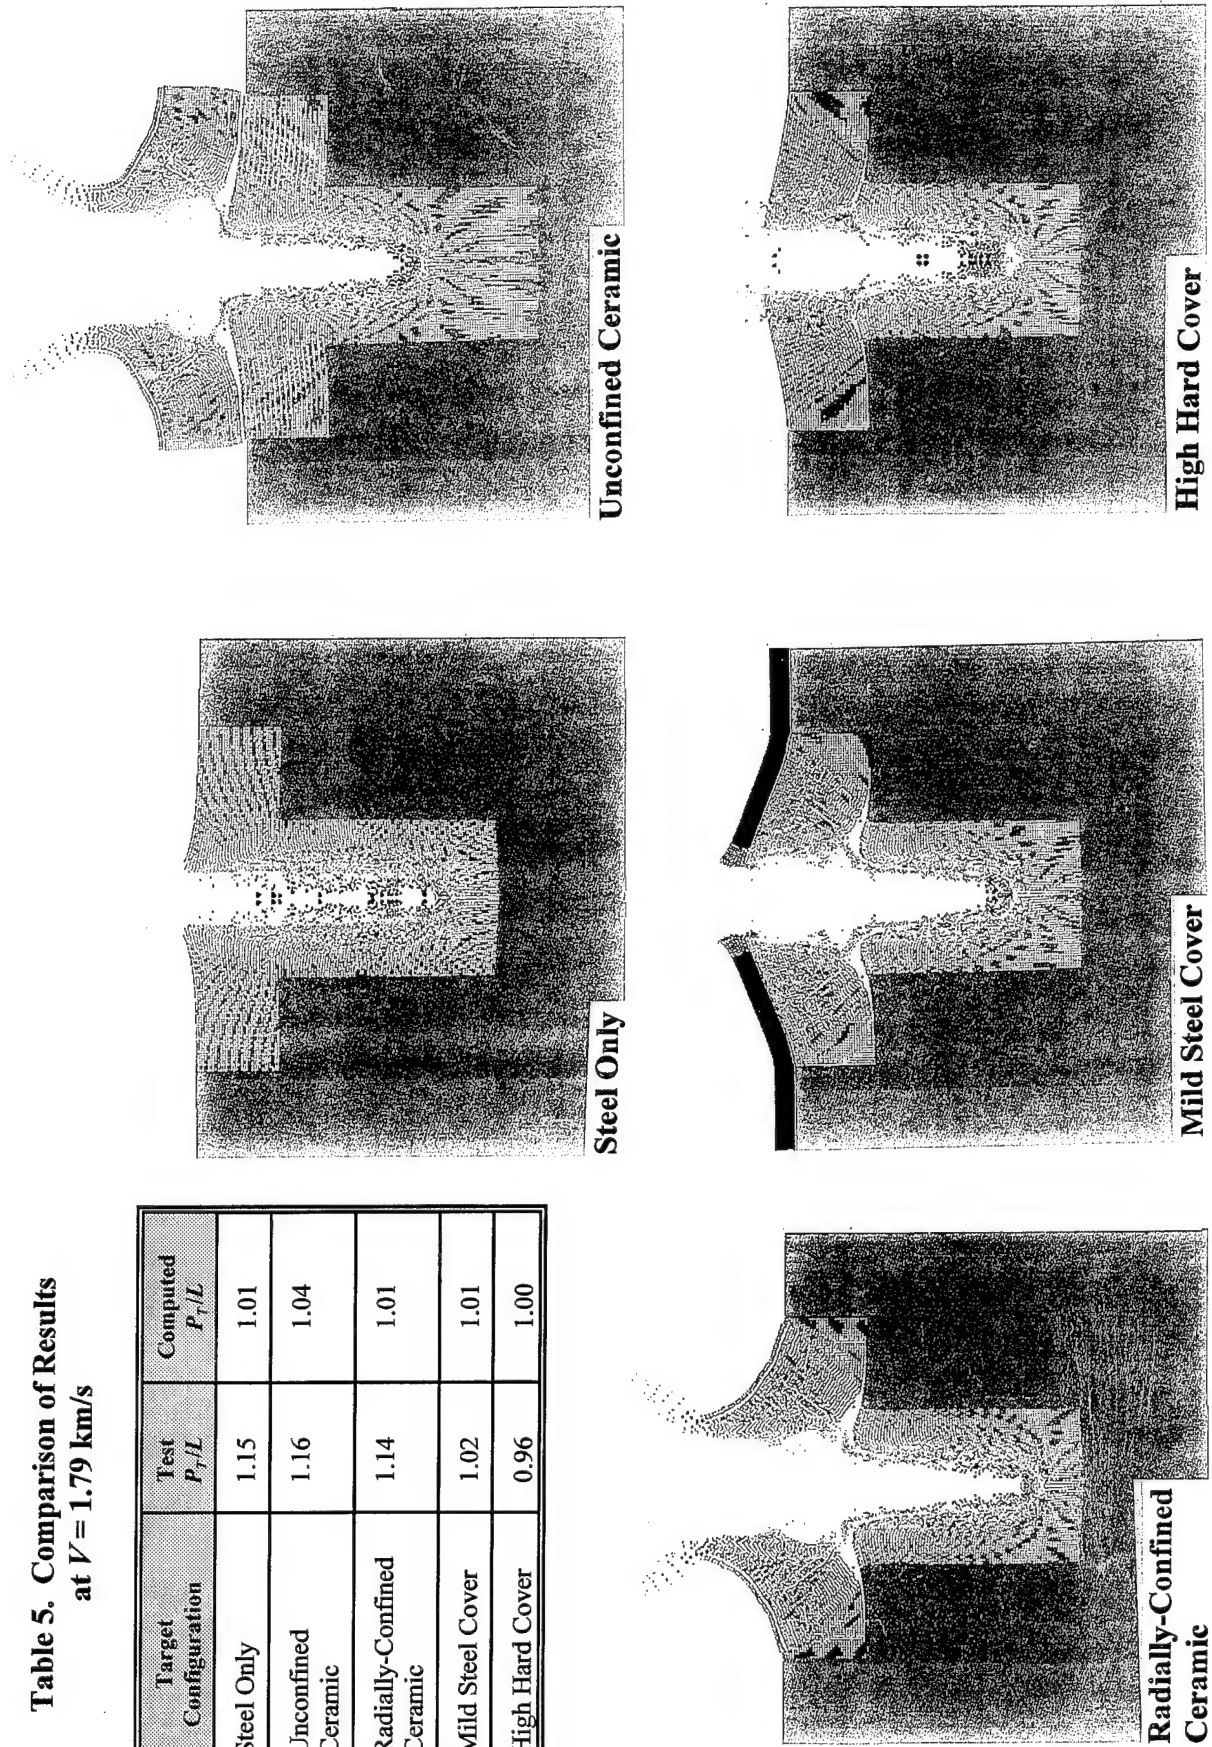 Table 5. Comparison of Results
at V = 1.79 km/s
Target Configuration | Test P_T/L | Computed P_T/L
Steel Only | 1.15 | 1.01
Unconfined Ceramic | 1.16 | 1.04
Radially-Confined Ceramic | 1.14 | 1.01
Mild Steel Cover | 1.02 | 1.01
High Hard Cover | 0.96 | 1.00
Steel Only
Unconfined Ceramic
Radially-Confined
Ceramic
Mild Steel Cover
High Hard Cover